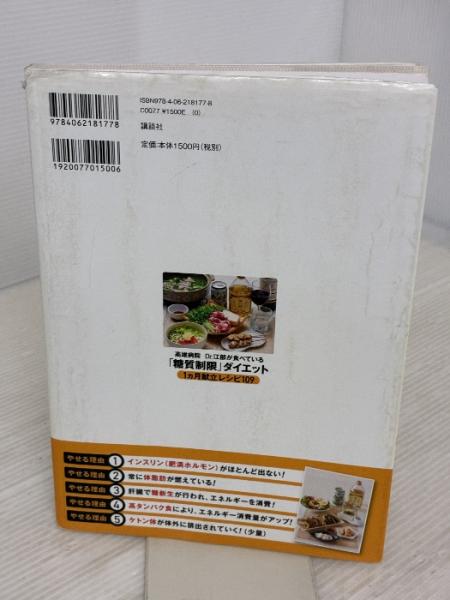 ISBN978-4-06-218177-8
C0077 ¥1500E (0)
講談社
定価:本体1500円(税別)
9784062181778
1920077015006
高雄病院 Dr.江部が食べている
「糖質制限」ダイエット
1ヵ月献立レシピ109
やせる理由 1 インスリン(肥満ホルモン)がほとんど出ない!
やせる理由 2 常に体脂肪が燃えている!
やせる理由 3 肝臓で糖新生が行われ、エネルギーを消費!
やせる理由 4 高タンパク食により、エネルギー消費量がアップ!
やせる理由 5 ケトン体が体外に排出されていく!(少量)